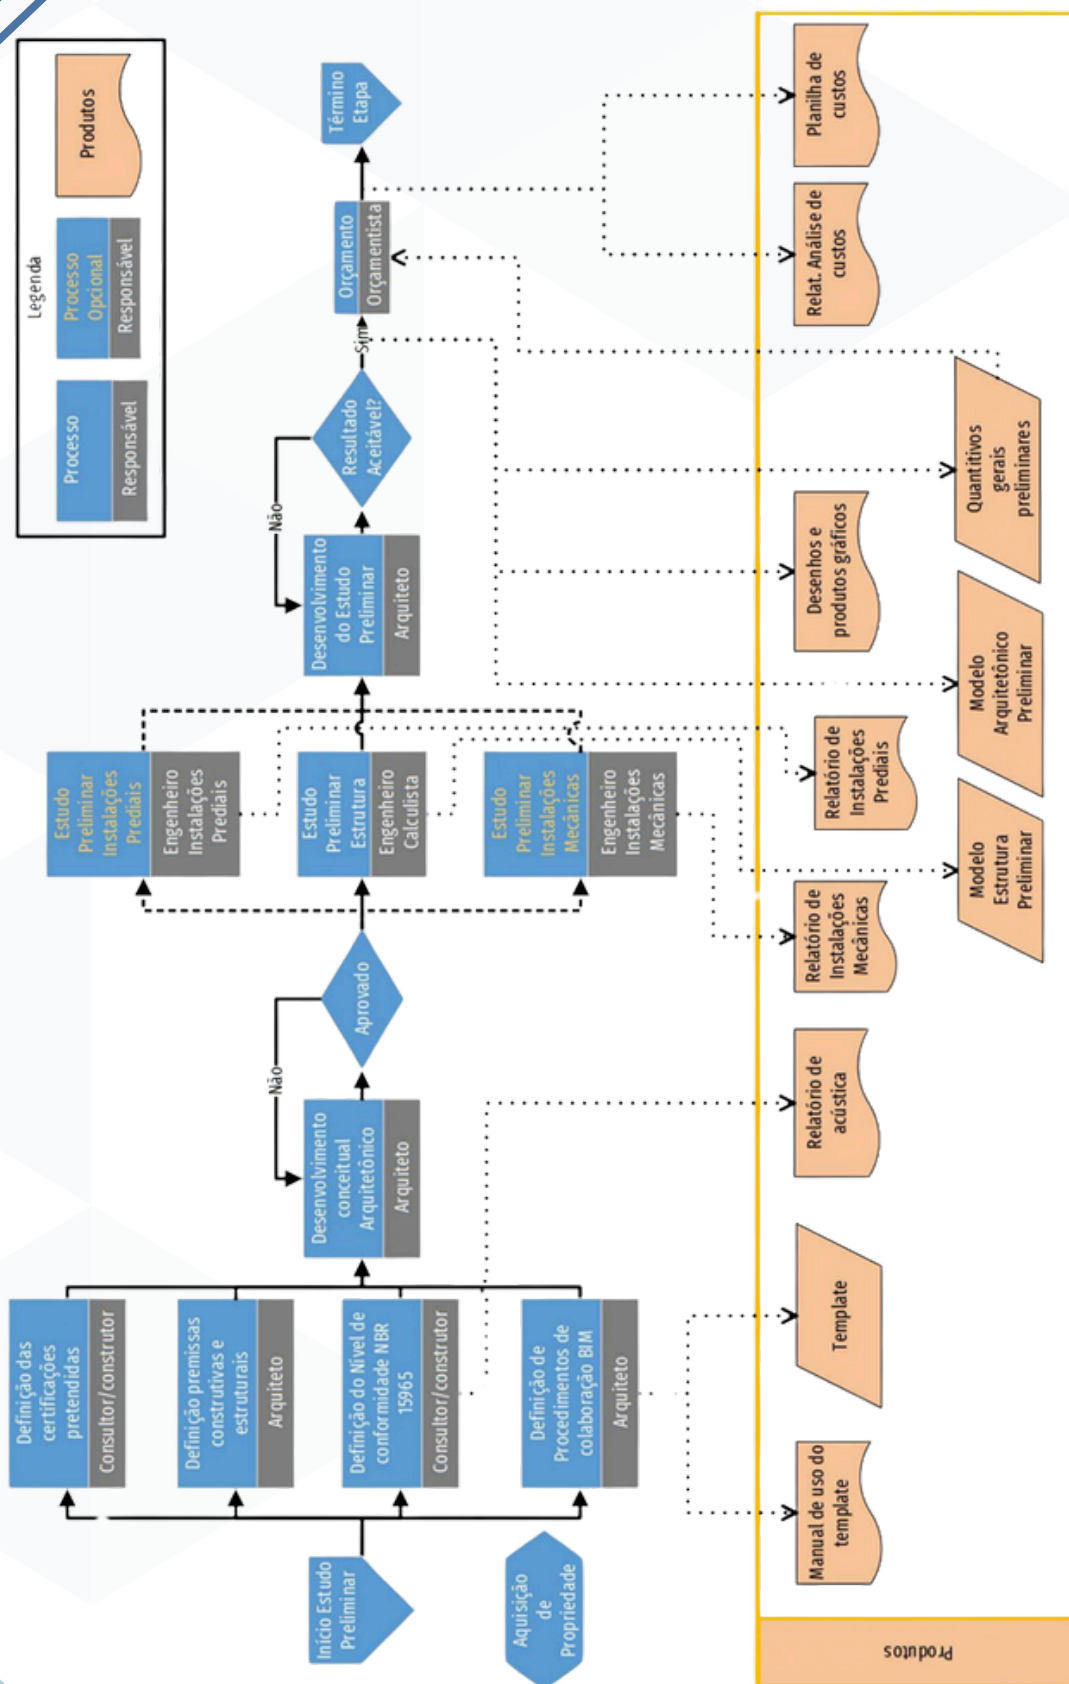 Legenda
Processo
Responsável
Processo
Opcional
Responsável
Produtos
Início Estudo
Preliminar
Aquisição
de
Propriedade
Definição das
certificações
pretendidas
Consultor/construtor
Definição premissas
construtivas e
estruturais
Arquiteto
Definição do Nível de
conformidade NBR
15965
Consultor/construtor
Definição de
Procedimentos de
colaboração BIM
Arquiteto
Desenvolvimento
conceitual
Arquitetônico
Arquiteto
Não
Aprovado
Estudo
Preliminar
Instalações
Prediais
Engenheiro
Instalações
Prediais
Estudo
Preliminar
Estrutura
Engenheiro
Calculista
Estudo
Preliminar
Instalações
Mecânicas
Engenheiro
Instalações
Mecânicas
Desenvolvimento
do Estudo
Preliminar
Arquiteto
Não
Resultado
Aceitável?
Sim
Orçamento
Orçamentista
Término
Etapa
Produtos
Manual de uso do
template
Template
Relatório de
acústica
Relatório de
Instalações
Mecânicas
Modelo
Estrutura
Preliminar
Relatório de
Instalações
Prediais
Modelo
Arquitetônico
Preliminar
Desenhos e
produtos gráficos
Quantitivos
gerais
preliminares
Relat. Análise de
custos
Planilha de
custos